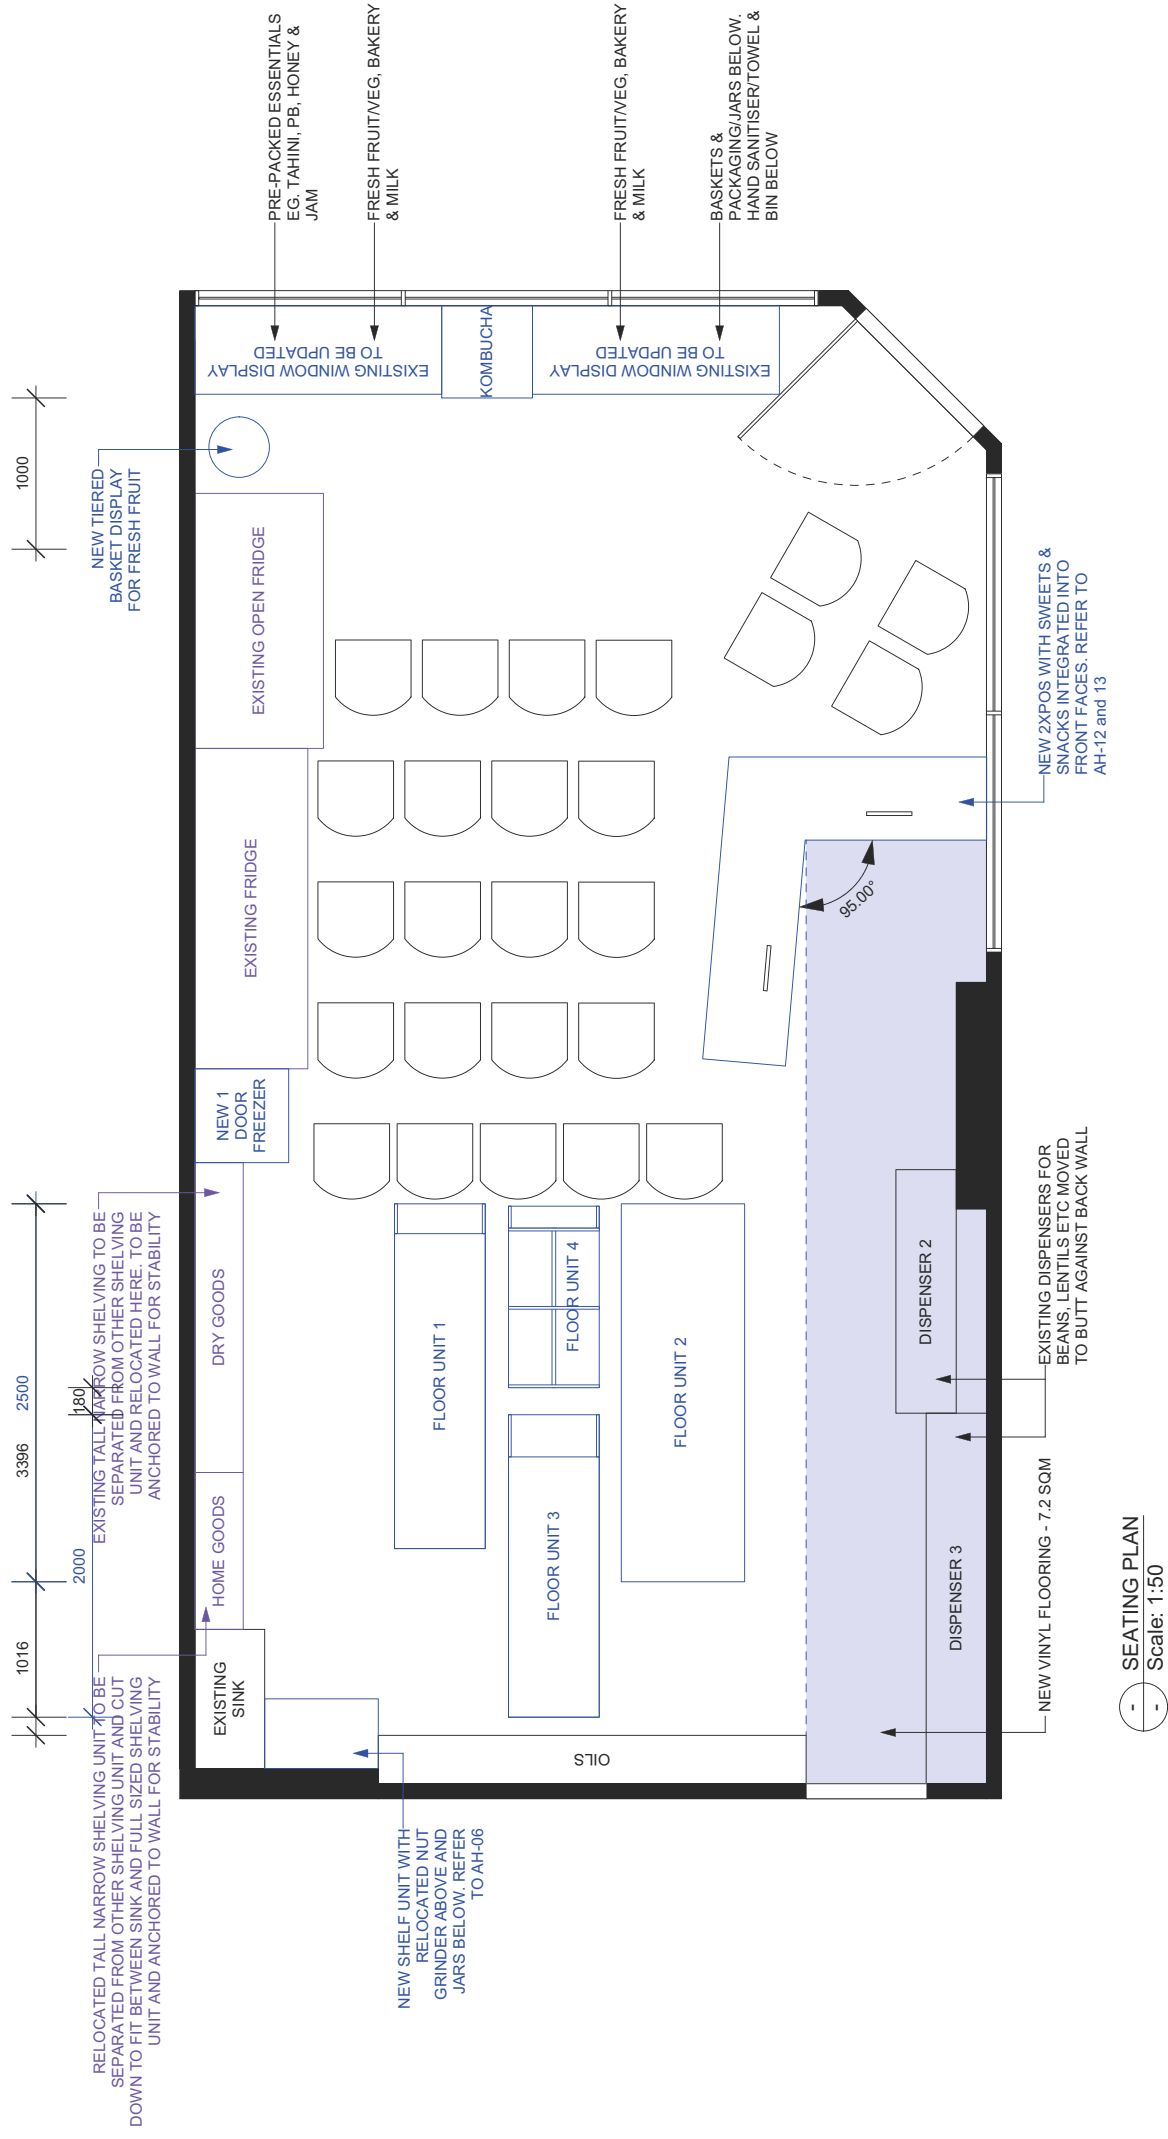 RELOCATED TALL NARROW SHELVING UNIT TO BE
SEPARATED FROM OTHER SHELVING UNIT AND CUT
DOWN TO FIT BETWEEN SINK AND FULL SIZED SHELVING
UNIT AND ANCHORED TO WALL FOR STABILITY
1016
3396
2500
2000
180
1000
EXISTING TALL NARROW SHELVING TO BE
SEPARATED FROM OTHER SHELVING
UNIT AND RELOCATED HERE. TO BE
ANCHORED TO WALL FOR STABILITY
NEW TIERED
BASKET DISPLAY
FOR FRESH FRUIT
EXISTING
SINK
HOME GOODS
DRY GOODS
NEW 1
DOOR
FREEZER
EXISTING FRIDGE
EXISTING OPEN FRIDGE
EXISTING WINDOW DISPLAY
TO BE UPDATED
KOMBUCHA
EXISTING WINDOW DISPLAY
TO BE UPDATED
PRE-PACKED ESSENTIALS
EG. TAHINI, PB, HONEY &
JAM
FRESH FRUIT/VEG, BAKERY
& MILK
FRESH FRUIT/VEG, BAKERY
& MILK
BASKETS &
PACKAGING/JARS BELOW.
HAND SANITISER/TOWEL &
BIN BELOW
NEW SHELF UNIT WITH
RELOCATED NUT
GRINDER ABOVE AND
JARS BELOW. REFER
TO AH-06
OILS
FLOOR UNIT 1
FLOOR UNIT 3
FLOOR UNIT 4
FLOOR UNIT 2
95.00°
DISPENSER 2
DISPENSER 3
NEW VINYL FLOORING - 7.2 SQM
EXISTING DISPENSERS FOR
BEANS, LENTILS ETC MOVED
TO BUTT AGAINST BACK WALL
NEW 2XPOS WITH SWEETS &
SNACKS INTEGRATED INTO
FRONT FACES. REFER TO
AH-12 and 13
-
-
SEATING PLAN
Scale: 1:50